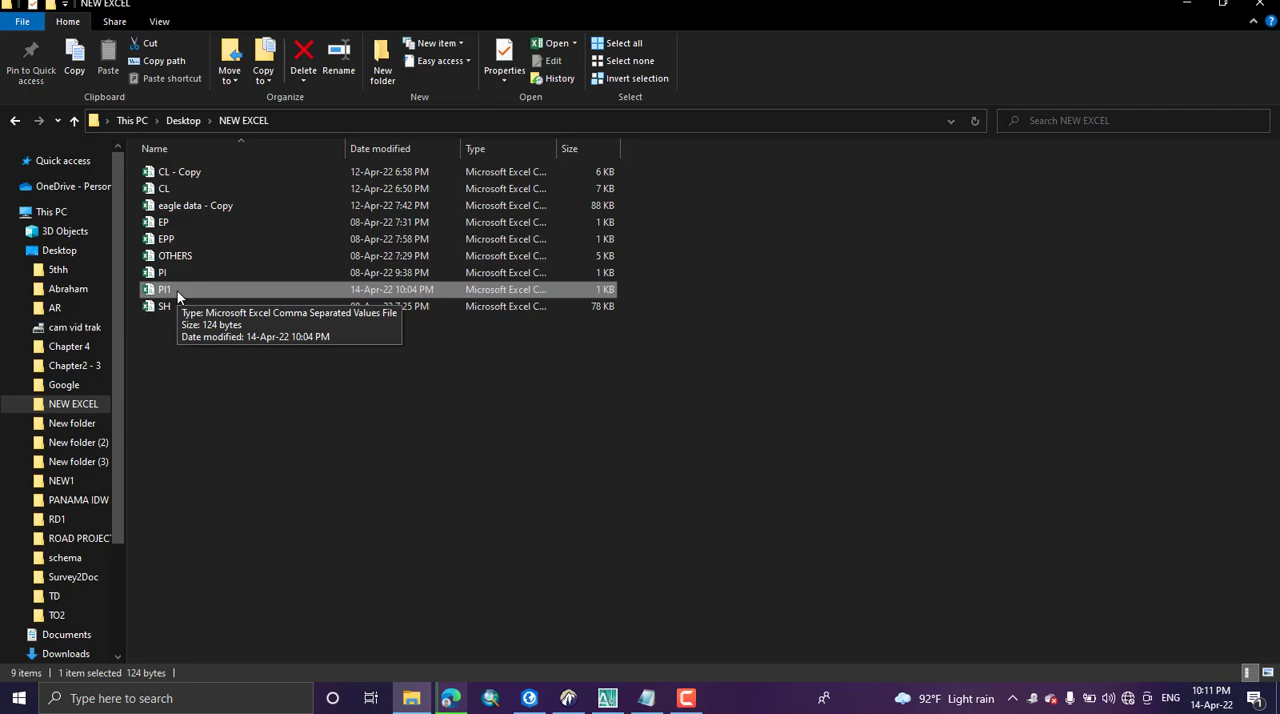 NEW EXCEL
File Home Share View
Pin to Quick access
Copy
Paste
Cut
Copy path
Paste shortcut
Move to
Copy to
Delete
Rename
New folder
New item
Easy access
Properties
Open
Edit
History
Select all
Select none
Invert selection
Clipboard Organize New Open Select
This PC Desktop NEW EXCEL
Search NEW EXCEL
Quick access
OneDrive - Person
This PC
3D Objects
Desktop
5thh
Abraham
AR
cam vid trak
Chapter 4
Chapter2 - 3
Google
NEW EXCEL
New folder
New folder (2)
New folder (3)
NEW1
PANAMA IDW
RD1
ROAD PROJEC
schema
Survey2Doc
TD
TO2
Documents
Downloads
Name Date modified Type Size
CL - Copy 12-Apr-22 6:58 PM Microsoft Excel C... 6 KB
CL 12-Apr-22 6:50 PM Microsoft Excel C... 7 KB
eagle data - Copy 12-Apr-22 7:42 PM Microsoft Excel C... 88 KB
EP 08-Apr-22 7:31 PM Microsoft Excel C... 1 KB
EPP 08-Apr-22 7:58 PM Microsoft Excel C... 1 KB
OTHERS 08-Apr-22 7:29 PM Microsoft Excel C... 5 KB
PI 08-Apr-22 9:38 PM Microsoft Excel C... 1 KB
PI1 14-Apr-22 10:04 PM Microsoft Excel C... 1 KB
SH 7:25 PM Microsoft Excel C... 78 KB
Type: Microsoft Excel Comma Separated Values File
Size: 124 bytes
Date modified: 14-Apr-22 10:04 PM
9 items 1 item selected 124 bytes
Type here to search
92°F Light rain
ENG
10:11 PM
14-Apr-22
1